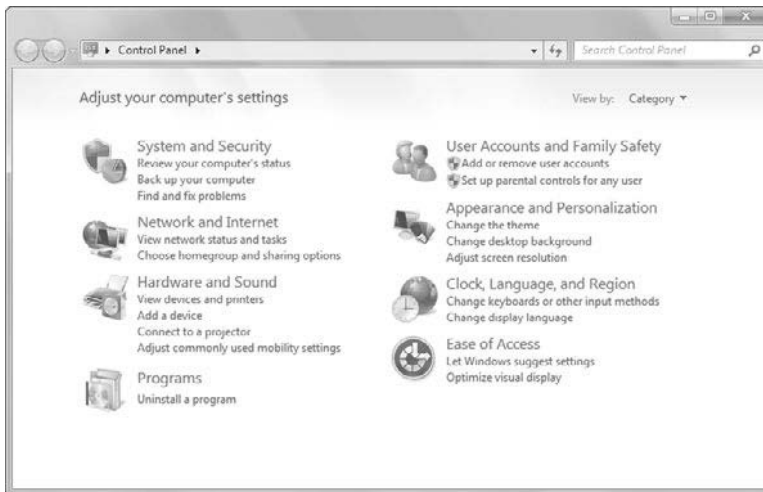 Control Panel
Search Control Panel
Adjust your computer's settings
View by: Category
System and Security
Review your computer's status
Back up your computer
Find and fix problems
Network and Internet
View network status and tasks
Choose homegroup and sharing options
Hardware and Sound
View devices and printers
Add a device
Connect to a projector
Adjust commonly used mobility settings
Programs
Uninstall a program
User Accounts and Family Safety
Add or remove user accounts
Set up parental controls for any user
Appearance and Personalization
Change the theme
Change desktop background
Adjust screen resolution
Clock, Language, and Region
Change keyboards or other input methods
Change display language
Ease of Access
Let Windows suggest settings
Optimize visual display